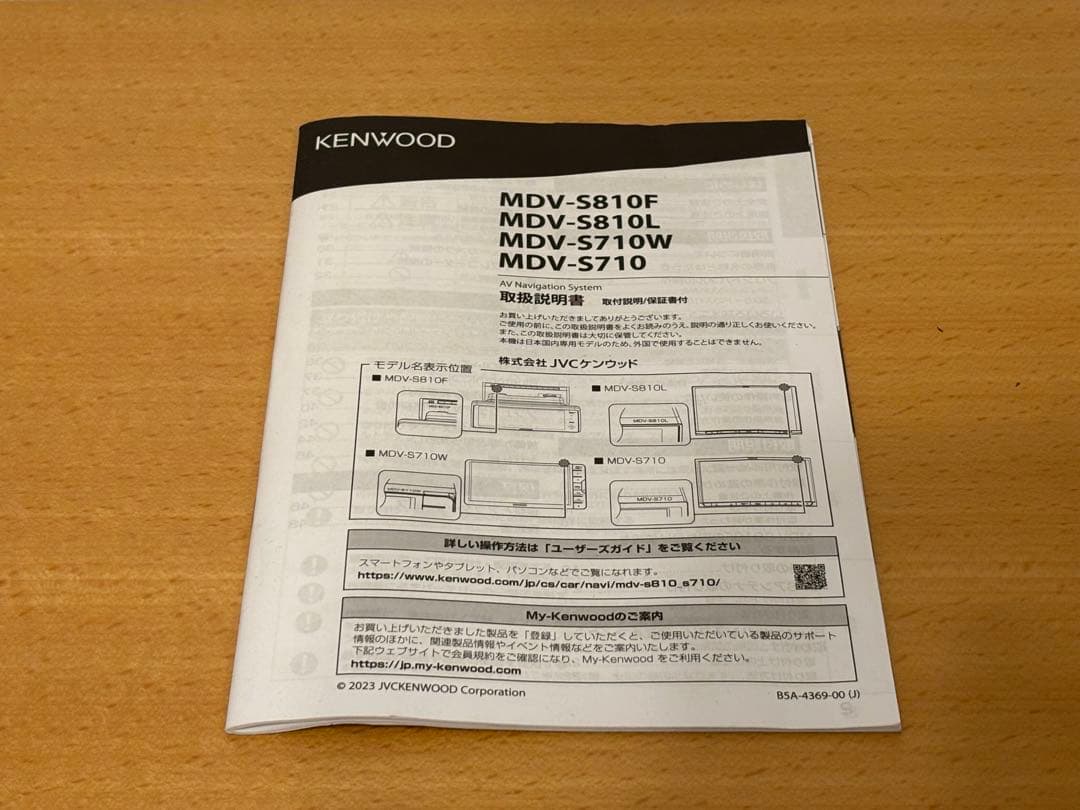 KENWOOD
MDV-S810F
MDV-S810L
MDV-S710W
MDV-S710
AV Navigation System
取扱説明書 取付説明/保証書付
お買い上げいただきましてありがとうございます。
ご使用の前に、この取扱説明書をよくお読みのうえ、説明の通り正しくお使いください。
また、この取扱説明書は大切に保管してください。
本機は日本国内専用モデルのため、外国で使用することはできません。
株式会社 JVCケンウッド
モデル名表示位置
■ MDV-S810F
■ MDV-S810L
MDV-S810L
■ MDV-S710W
MDV-S710W
■ MDV-S710
MDV-S710
詳しい操作方法は「ユーザーズガイド」をご覧ください
スマートフォンやタブレット、パソコンなどでご覧になれます。
https://www.kenwood.com/jp/cs/car/navi/mdv-s810_s710/
My-Kenwoodのご案内
お買い上げいただきました製品を「登録」していただくと、ご使用いただいている製品のサポート
情報のほかに、関連製品情報やイベント情報などをご案内いたします。
下記ウェブサイトで会員規約をご確認になり、My-Kenwood をご利用ください。
https://jp.my-kenwood.com
© 2023 JVCKENWOOD Corporation
B5A-4369-00 (J)